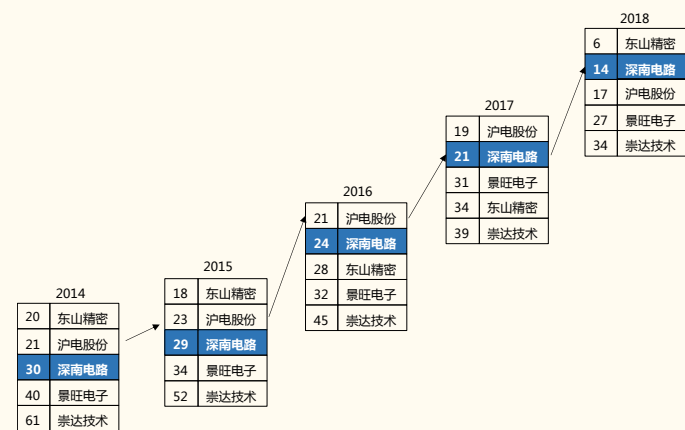 2014
20 东山精密
21 沪电股份
30 深南电路
40 景旺电子
61 崇达技术
2015
18 东山精密
23 沪电股份
29 深南电路
34 景旺电子
52 崇达技术
2016
21 沪电股份
24 深南电路
28 东山精密
32 景旺电子
45 崇达技术
2017
19 沪电股份
21 深南电路
31 景旺电子
34 东山精密
39 崇达技术
2018
6 东山精密
14 深南电路
17 沪电股份
27 景旺电子
34 崇达技术